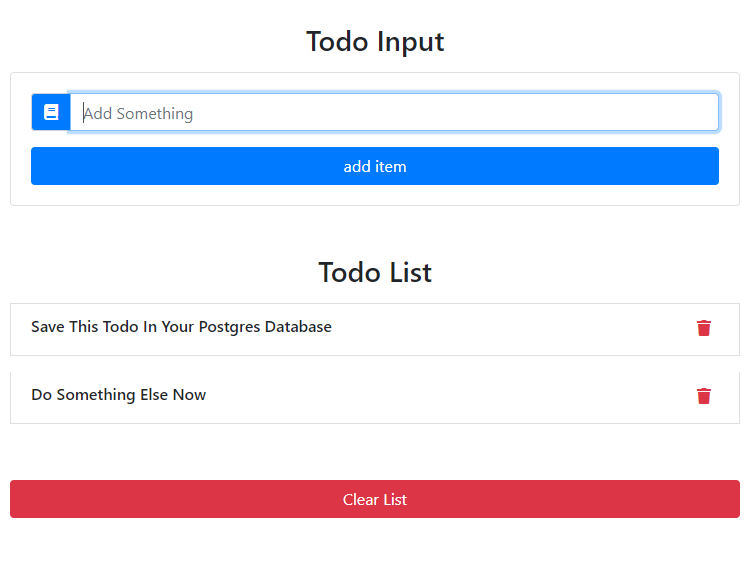 Todo Input
Add Something
add item
Todo List
Save This Todo In Your Postgres Database
Do Something Else Now
Clear List